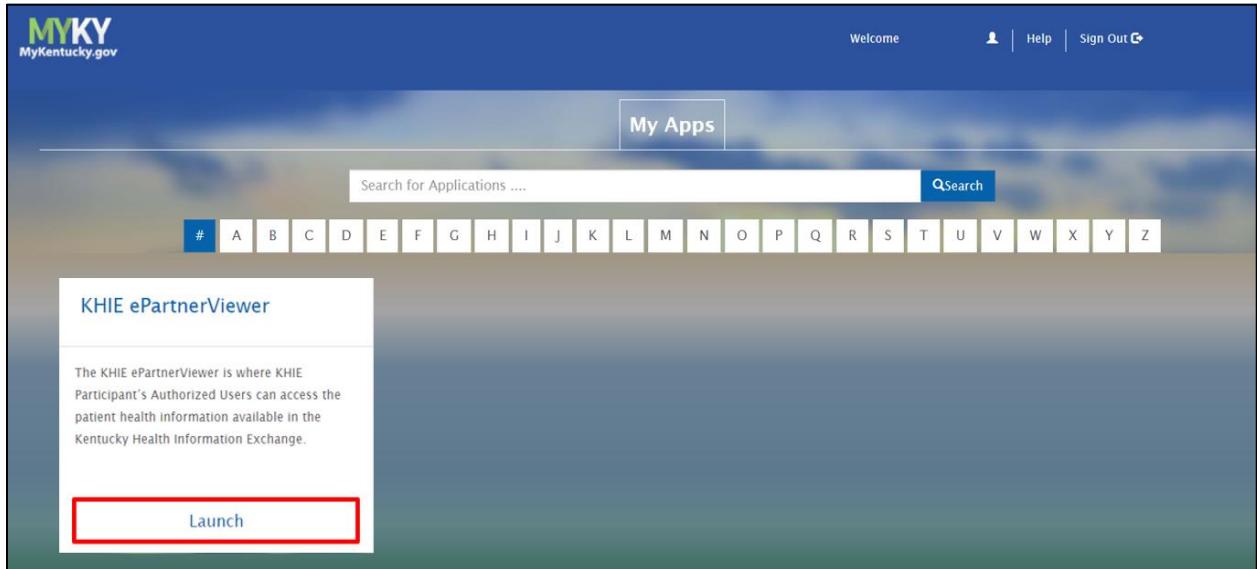 MYKY
MyKentucky.gov
Welcome
Help
Sign Out
My Apps
Search for Applications ....
Search
# A B C D E F G H I J K L M N O P Q R S T U V W X Y Z
KHIE ePartnerViewer
The KHIE ePartnerViewer is where KHIE
Participant's Authorized Users can access the
patient health information available in the
Kentucky Health Information Exchange.
Launch